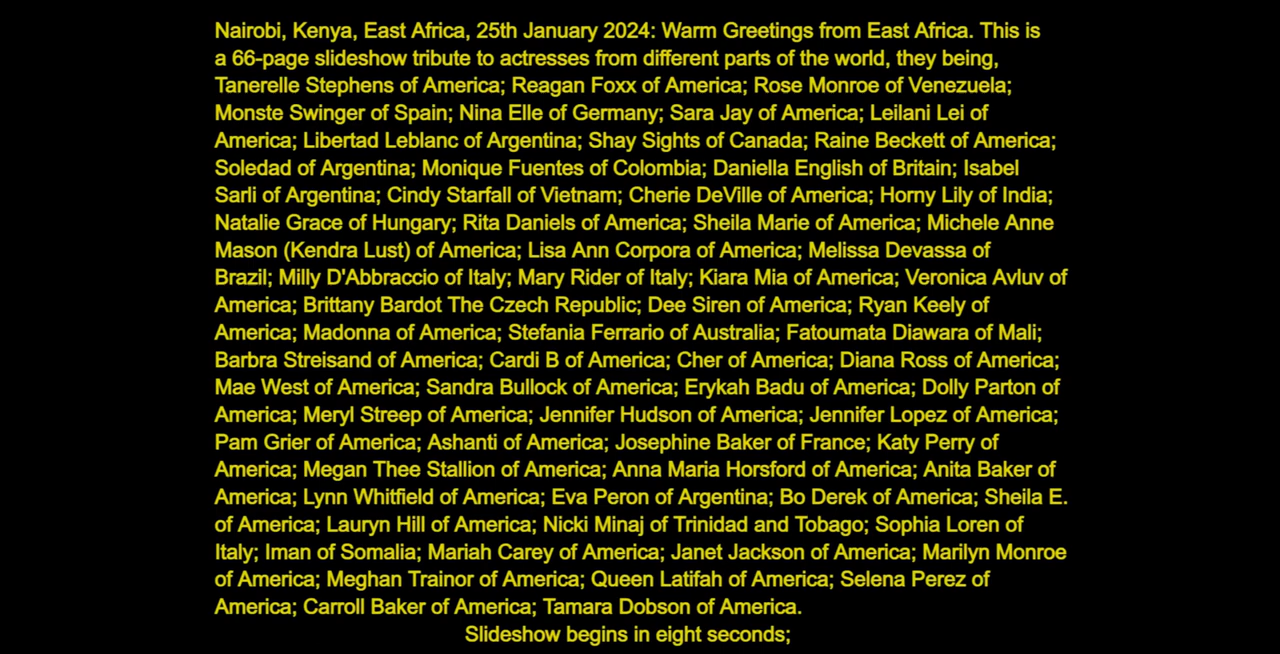 Nairobi, Kenya, East Africa, 25th January 2024: Warm Greetings from East Africa. This is
a 66-page slideshow tribute to actresses from different parts of the world, they being,
Tanerelle Stephens of America; Reagan Foxx of America; Rose Monroe of Venezuela;
Monste Swinger of Spain; Nina Elle of Germany; Sara Jay of America; Leilani Lei of
America; Libertad Leblanc of Argentina; Shay Sights of Canada; Raine Beckett of America;
Soledad of Argentina; Monique Fuentes of Colombia; Daniella English of Britain; Isabel
Sarli of Argentina; Cindy Starfall of Vietnam; Cherie DeVille of America; Horny Lily of India;
Natalie Grace of Hungary; Rita Daniels of America; Sheila Marie of America; Michele Anne
Mason (Kendra Lust) of America; Lisa Ann Corpora of America; Melissa Devassa of
Brazil; Milly D'Abbraccio of Italy; Mary Rider of Italy; Kiara Mia of America; Veronica Avluv of
America; Brittany Bardot The Czech Republic; Dee Siren of America; Ryan Keely of
America; Madonna of America; Stefania Ferrario of Australia; Fatoumata Diawara of Mali;
Barbra Streisand of America; Cardi B of America; Cher of America; Diana Ross of America;
Mae West of America; Sandra Bullock of America; Erykah Badu of America; Dolly Parton of
America; Meryl Streep of America; Jennifer Hudson of America; Jennifer Lopez of America;
Pam Grier of America; Ashanti of America; Josephine Baker of France; Katy Perry of
America; Megan Thee Stallion of America; Anna Maria Horsford of America; Anita Baker of
America; Lynn Whitfield of America; Eva Peron of Argentina; Bo Derek of America; Sheila E.
of America; Lauryn Hill of America; Nicki Minaj of Trinidad and Tobago; Sophia Loren of
Italy; Iman of Somalia; Mariah Carey of America; Janet Jackson of America; Marilyn Monroe
of America; Meghan Trainor of America; Queen Latifah of America; Selena Perez of
America; Carroll Baker of America; Tamara Dobson of America.
Slideshow begins in eight seconds;